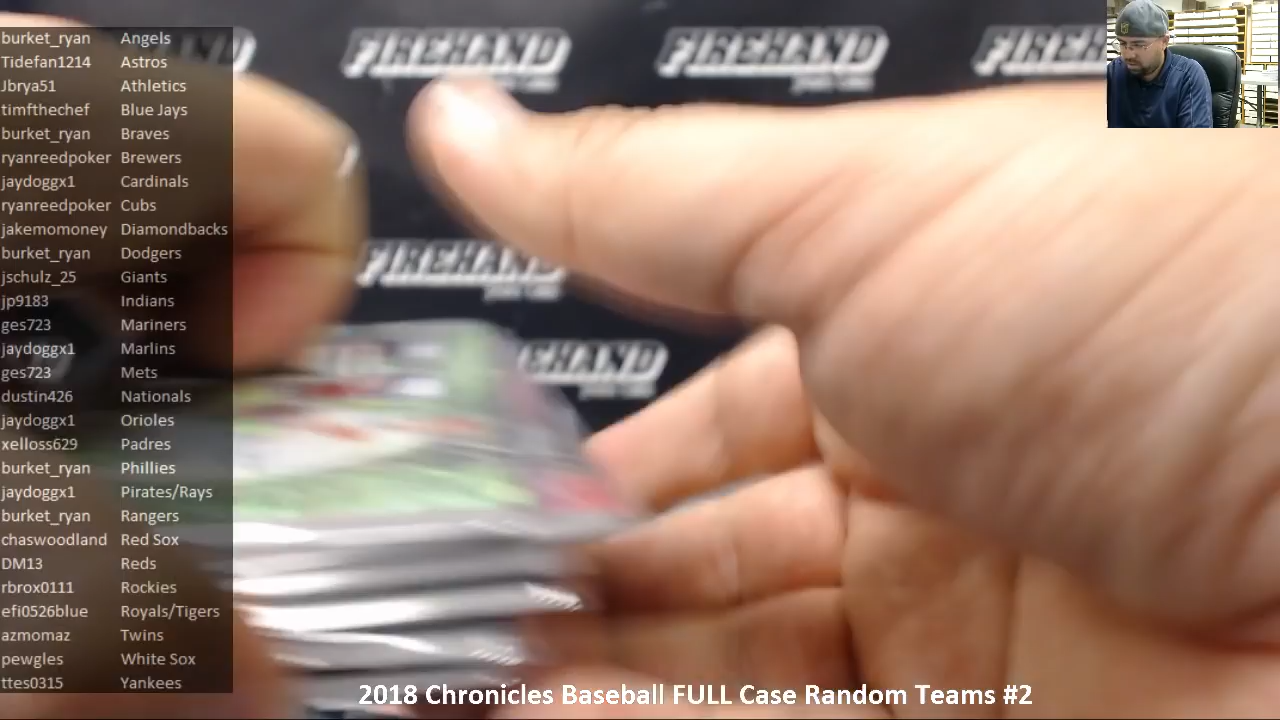 burket_ryan Angels
Tidefan1214 Astros
Jbrya51 Athletics
timfthechef Blue Jays
burket_ryan Braves
ryanreedpoker Brewers
jaydoggx1 Cardinals
ryanreedpoker Cubs
jakemomoney Diamondbacks
burket_ryan Dodgers
jschulz_25 Giants
jp9183 Indians
ges723 Mariners
jaydoggx1 Marlins
ges723 Mets
dustin426 Nationals
jaydoggx1 Orioles
xelloss629 Padres
burket_ryan Phillies
jaydoggx1 Pirates/Rays
burket_ryan Rangers
chaswoodland Red Sox
DM13 Reds
rbrox0111 Rockies
efi0526blue Royals/Tigers
azmomaz Twins
pewgles White Sox
ttes0315 Yankees
FIREHAND
FIREHAND
FIREHAND
2018 Chronicles Baseball FULL Case Random Teams #2